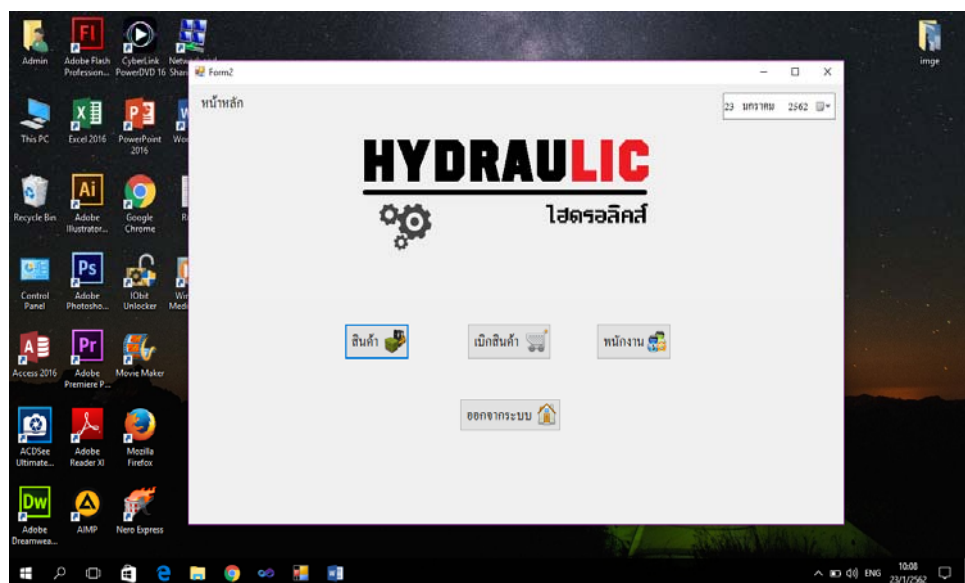 Admin
Adobe Flash Profession...
CyberLink PowerDVD 16
imge
Form2
หน้าหลัก
23 มกราคม 2562
HYDRAULIC
ไฮดรอลิคส์
This PC
Excel 2016
PowerPoint 2016
Recycle Bin
Adobe Illustrator...
Google Chrome
Control Panel
Adobe Photosho...
IObit Unlocker
สินค้า
เบิกสินค้า
พนักงาน
Access 2016
Adobe Premiere P...
Movie Maker
ออกจากระบบ
ACDSee Ultimate...
Adobe Reader XI
Mozilla Firefox
Adobe Dreamwea...
AIMP
Nero Express
ENG
10:08
23/1/2562